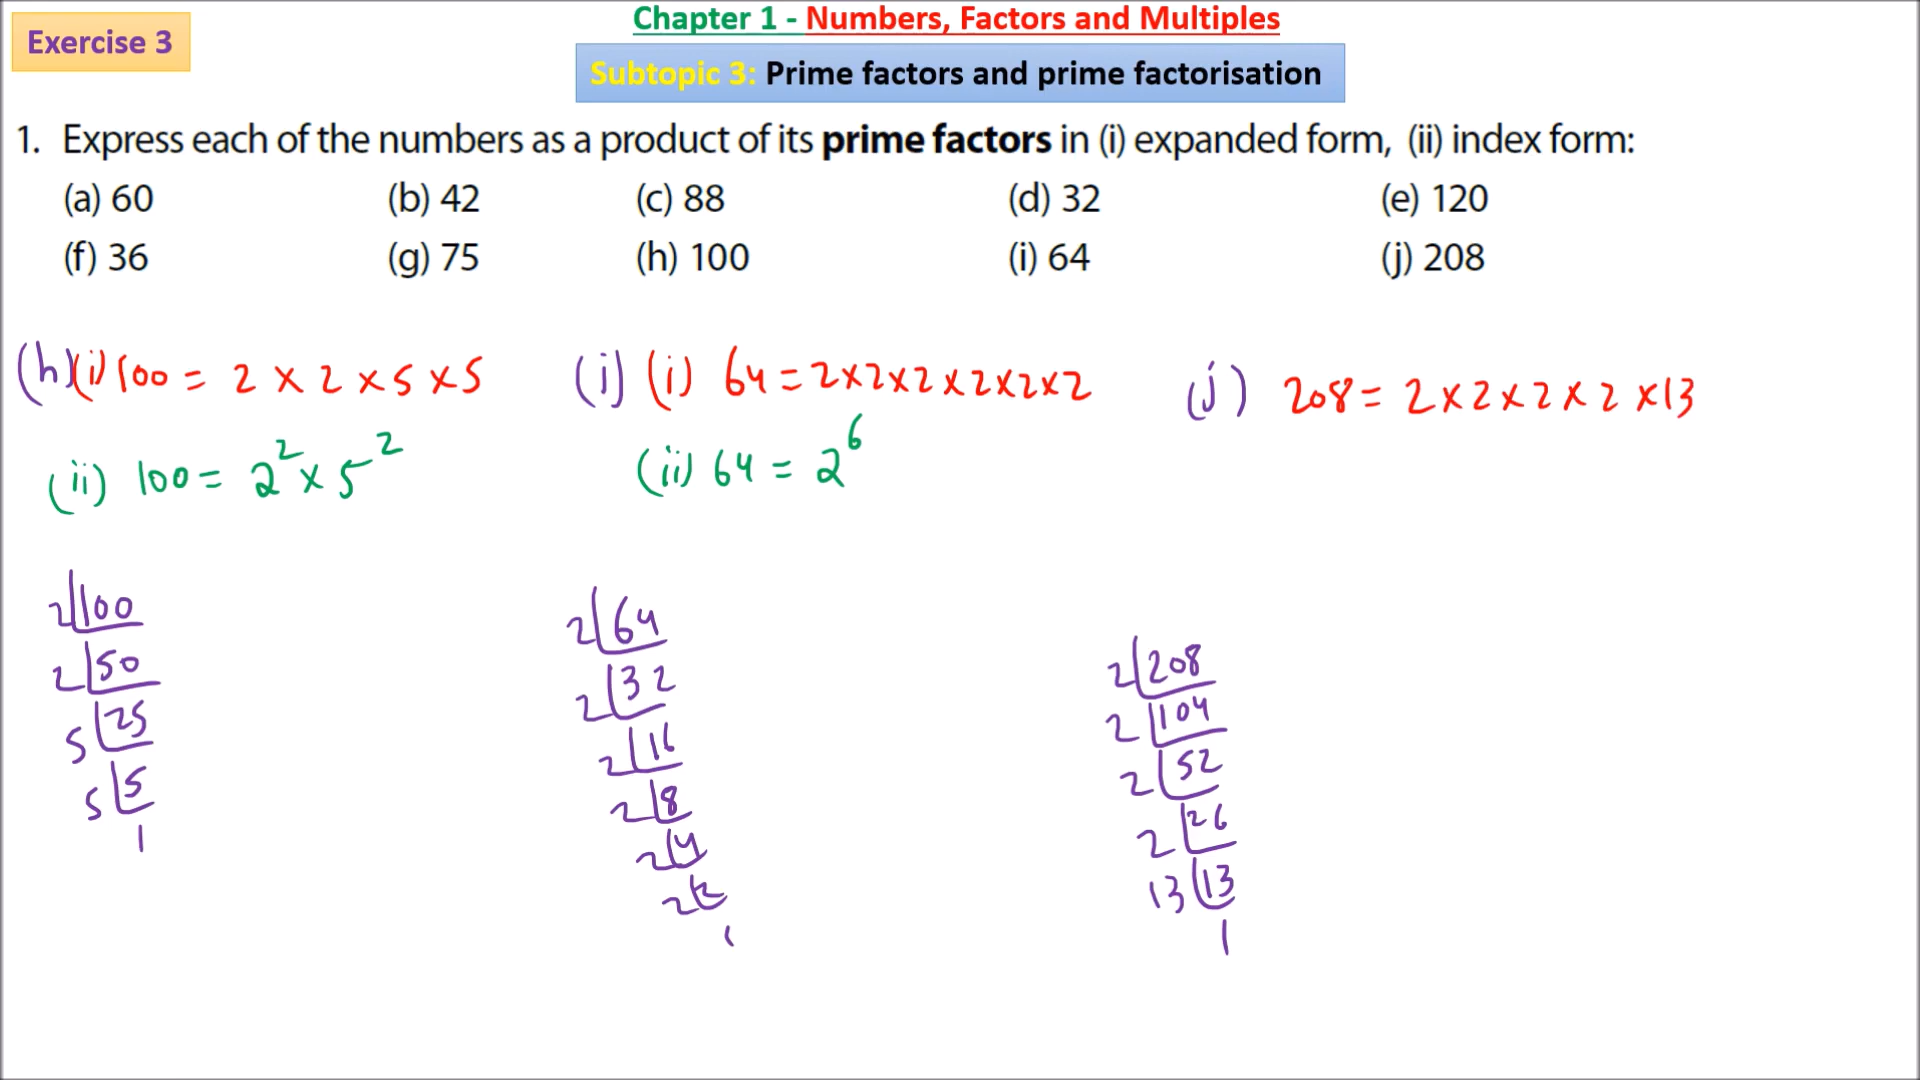 Exercise 3
Chapter 1 - Numbers, Factors and Multiples
Subtopic 3: Prime factors and prime factorisation
1. Express each of the numbers as a product of its prime factors in (i) expanded form, (ii) index form:
(a) 60 (b) 42 (c) 88 (d) 32 (e) 120
(f) 36 (g) 75 (h) 100 (i) 64 (j) 208
(h)(i) 100 = 2 × 2 × 5 × 5
(ii) 100 = 2² × 5²
2 100
2 50
5 25
5 5
1
(i) (i) 64 = 2×2×2×2×2×2
(ii) 64 = 2⁶
2 64
2 32
2 16
2 8
2 4
2 2
1
(j) 208 = 2 × 2 × 2 × 2 × 13
2 208
2 104
2 52
2 26
13 13
1